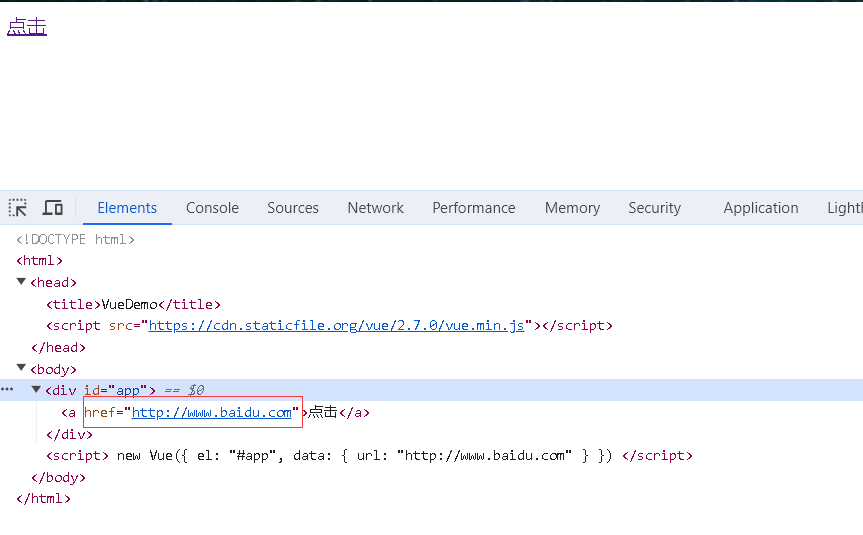 点击
Elements Console Sources Network Performance Memory Security Application Lighth
<!DOCTYPE html>
<html>
<head>
<title>VueDemo</title>
<script src="https://cdn.staticfile.org/vue/2.7.0/vue.min.js"></script>
</head>
<body>
<div id="app"> == $0
<a href="http://www.baidu.com">点击</a>
</div>
<script> new Vue({ el: "#app", data: { url: "http://www.baidu.com" } }) </script>
</body>
</html>